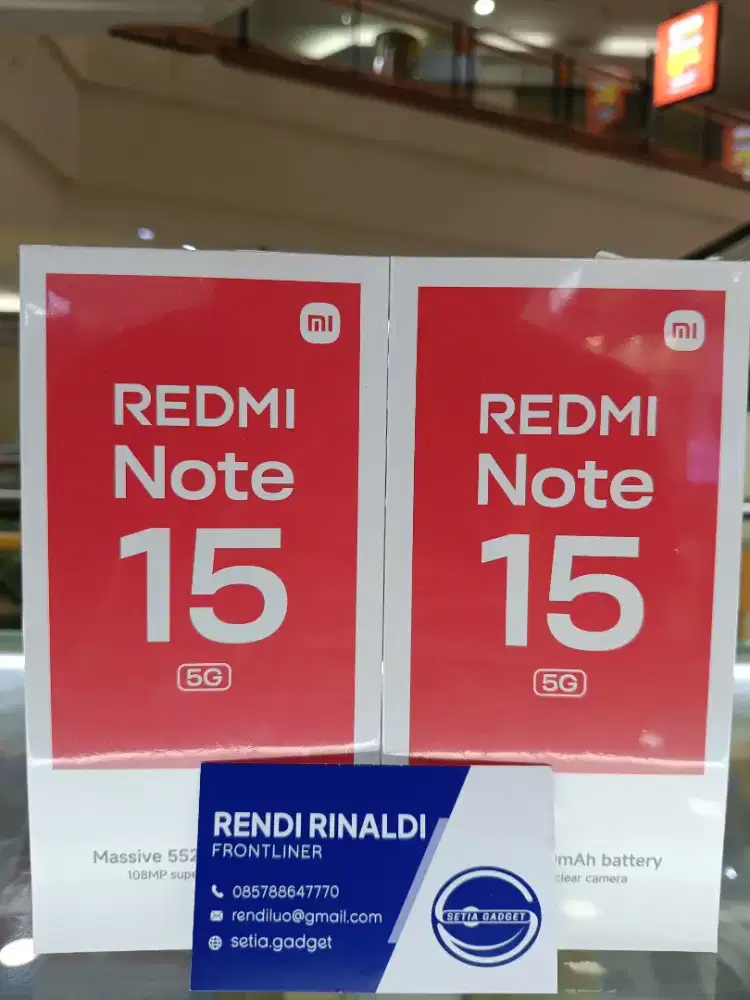 mi
REDMI
Note
15
5G
Massive 552
108MP supe
mi
REDMI
Note
15
5G
mAh battery
clear camera
RENDI RINALDI
FRONTLINER
085788647770
rendiluo@gmail.com
setia.gadget
SETIA GADGET